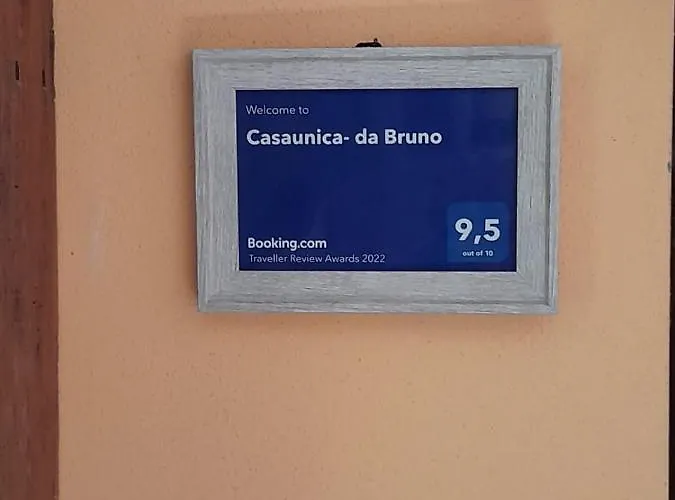 Welcome to
Casaunica- da Bruno
Booking.com
Traveller Review Awards 2022
9,5
out of 10